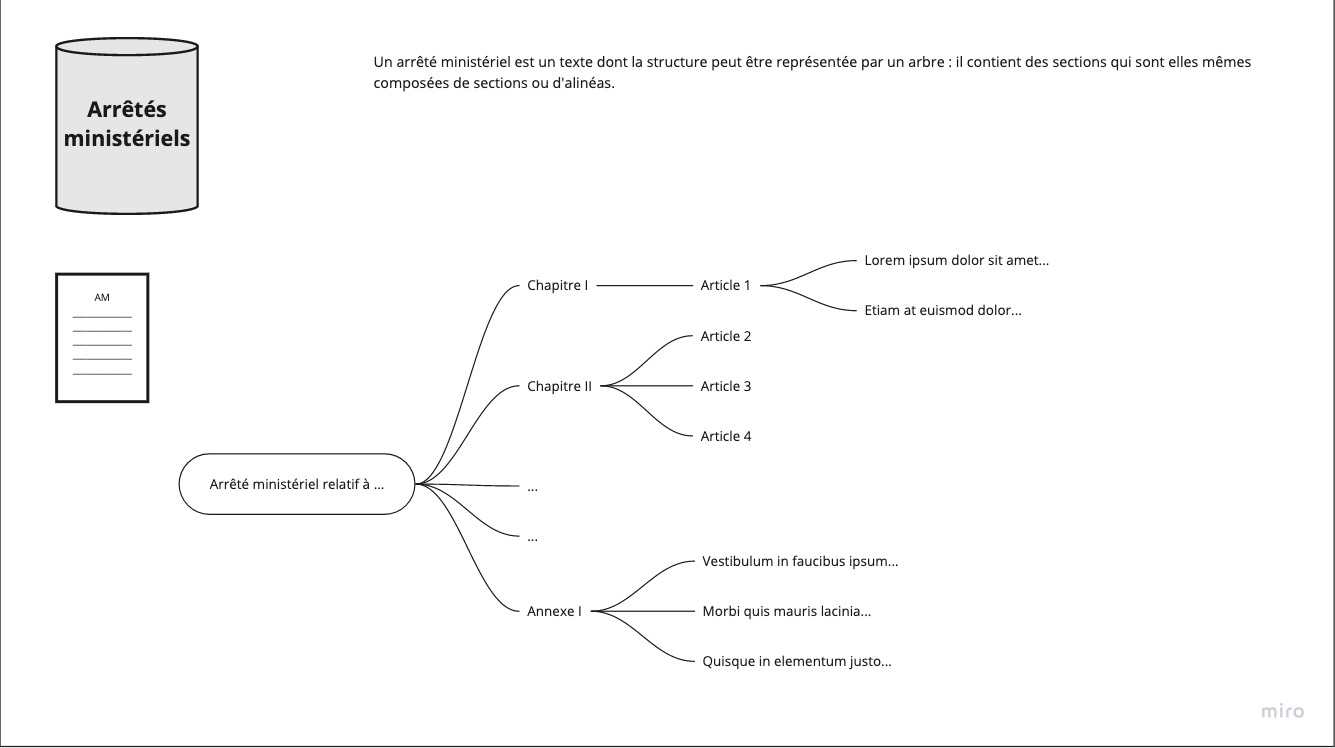 Arrêtés
ministériels
Un arrêté ministériel est un texte dont la structure peut être représentée par un arbre : il contient des sections qui sont elles mêmes
composées de sections ou d'alinéas.
AM
Arrêté ministériel relatif à ...
Chapitre I
Article 1
Lorem ipsum dolor sit amet...
Etiam at euismod dolor...
Chapitre II
Article 2
Article 3
Article 4
...
...
Annexe I
Vestibulum in faucibus ipsum...
Morbi quis mauris lacinia...
Quisque in elementum justo...
miro